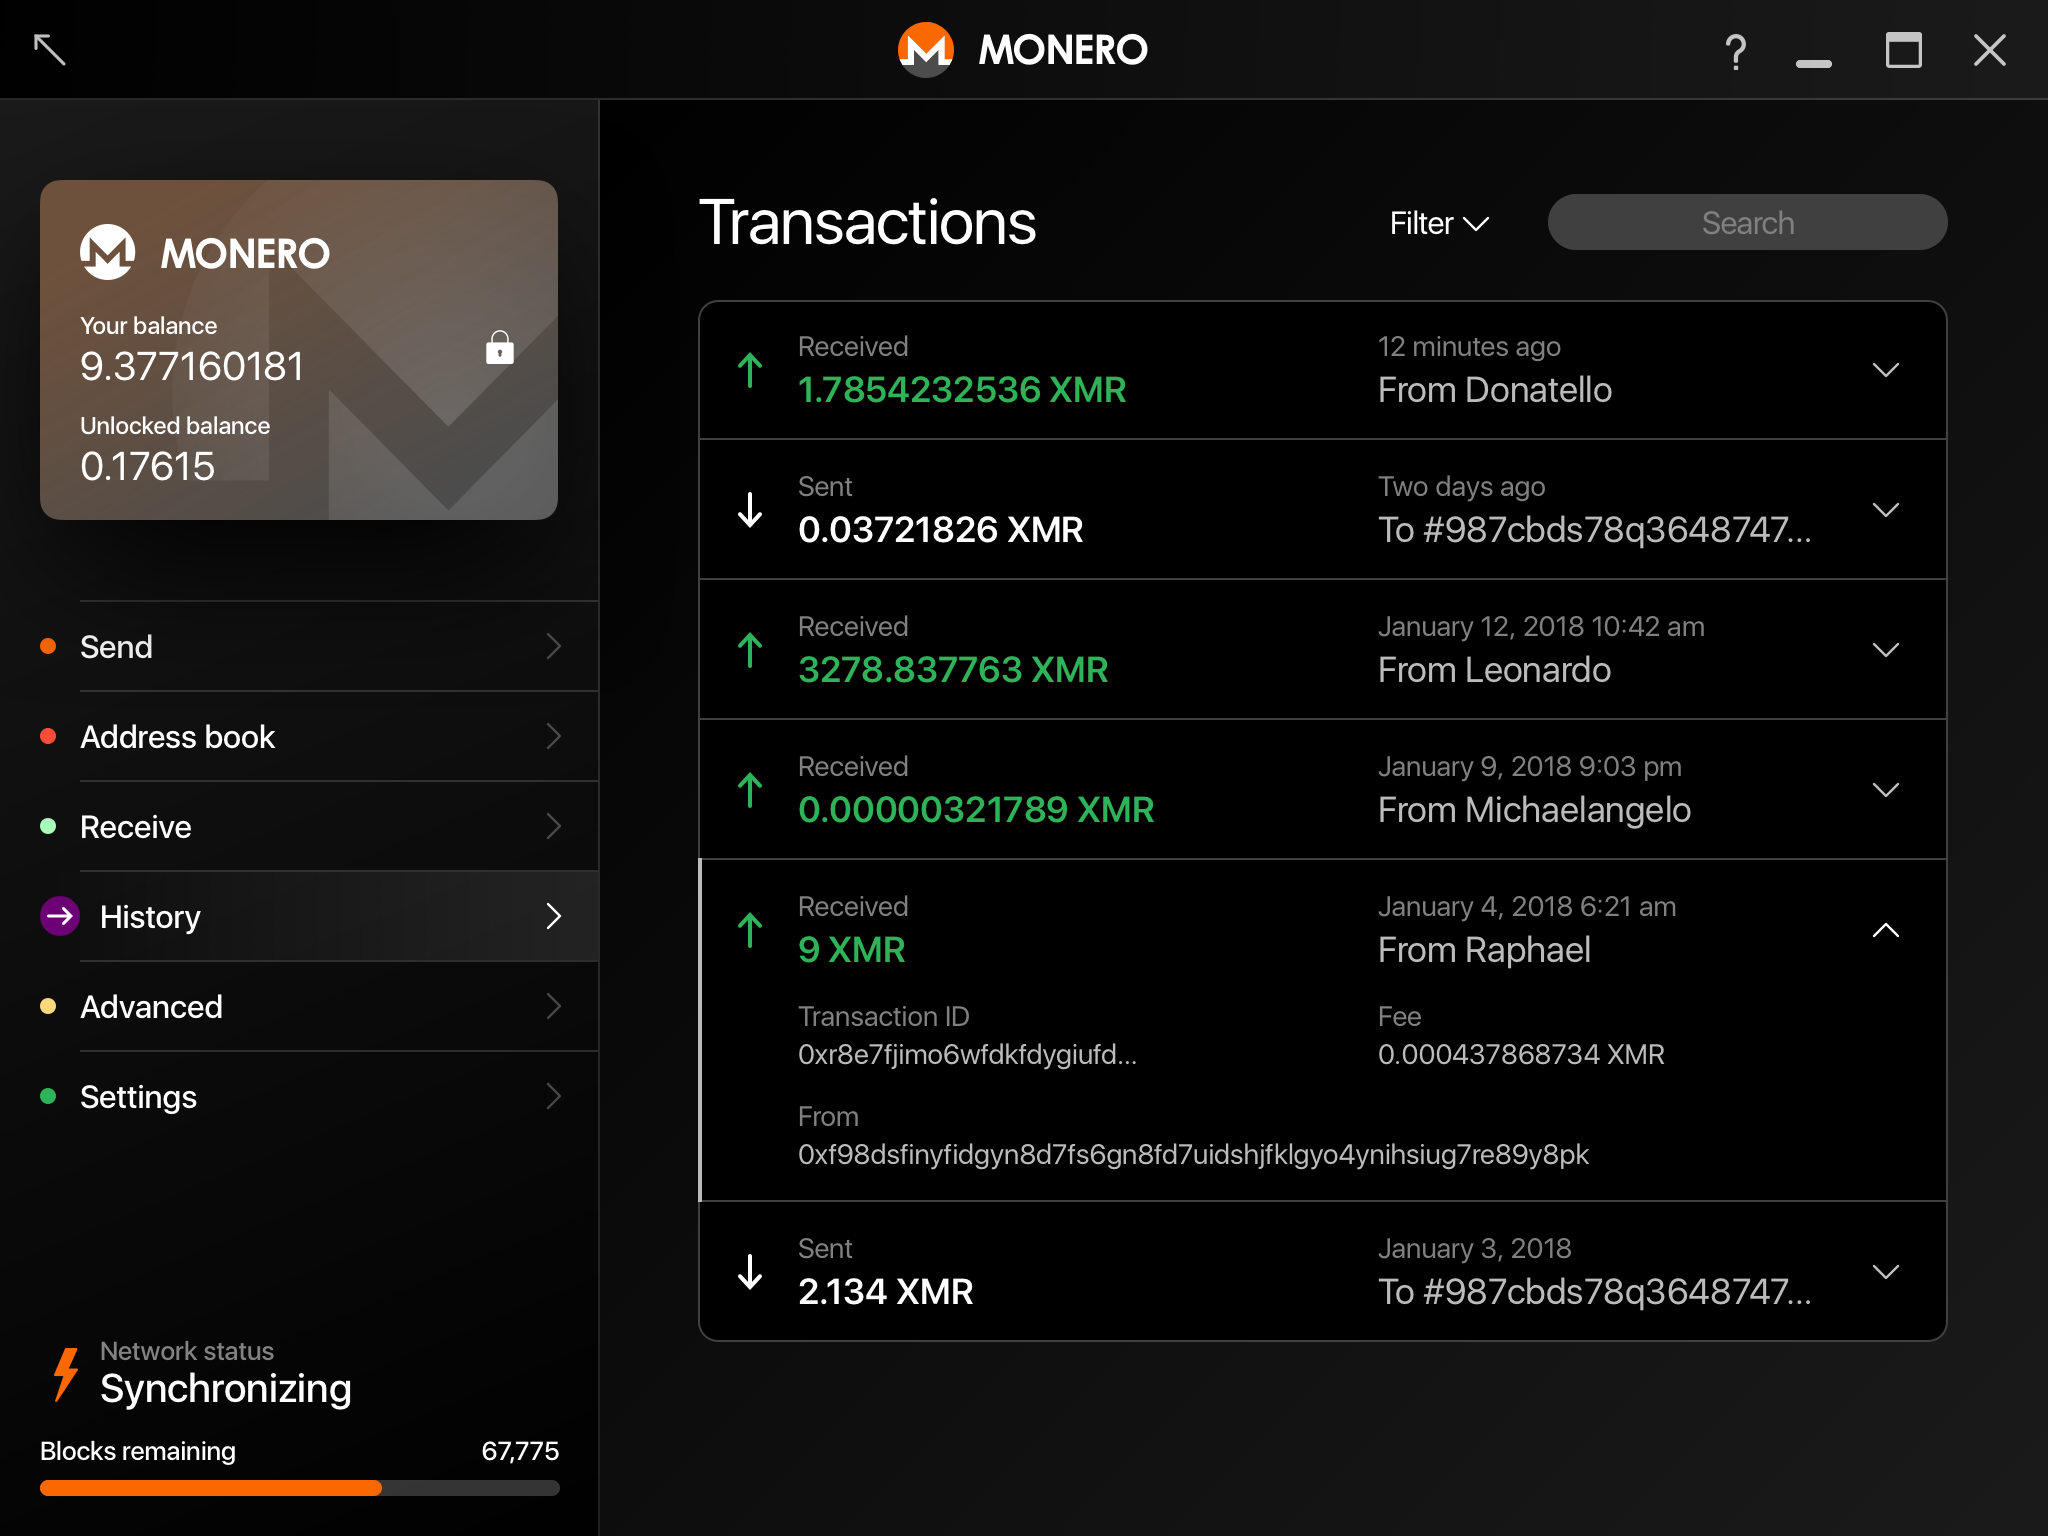 MONERO
?
MONERO
Your balance
9.377160181
Unlocked balance
0.17615
Send
Address book
Receive
History
Advanced
Settings
Network status
Synchronizing
Blocks remaining 67,775
Transactions
Filter
Search
Received 12 minutes ago
1.7854232536 XMR From Donatello
Sent Two days ago
0.03721826 XMR To #987cbds78q3648747...
Received January 12, 2018 10:42 am
3278.837763 XMR From Leonardo
Received January 9, 2018 9:03 pm
0.00000321789 XMR From Michaelangelo
Received January 4, 2018 6:21 am
9 XMR From Raphael
Transaction ID Fee
0xr8e7fjimo6wfdkfdygiufd... 0.000437868734 XMR
From
0xf98dsfinyfidgyn8d7fs6gn8fd7uidshjfklgyo4ynihsiug7re89y8pk
Sent January 3, 2018
2.134 XMR To #987cbds78q3648747...